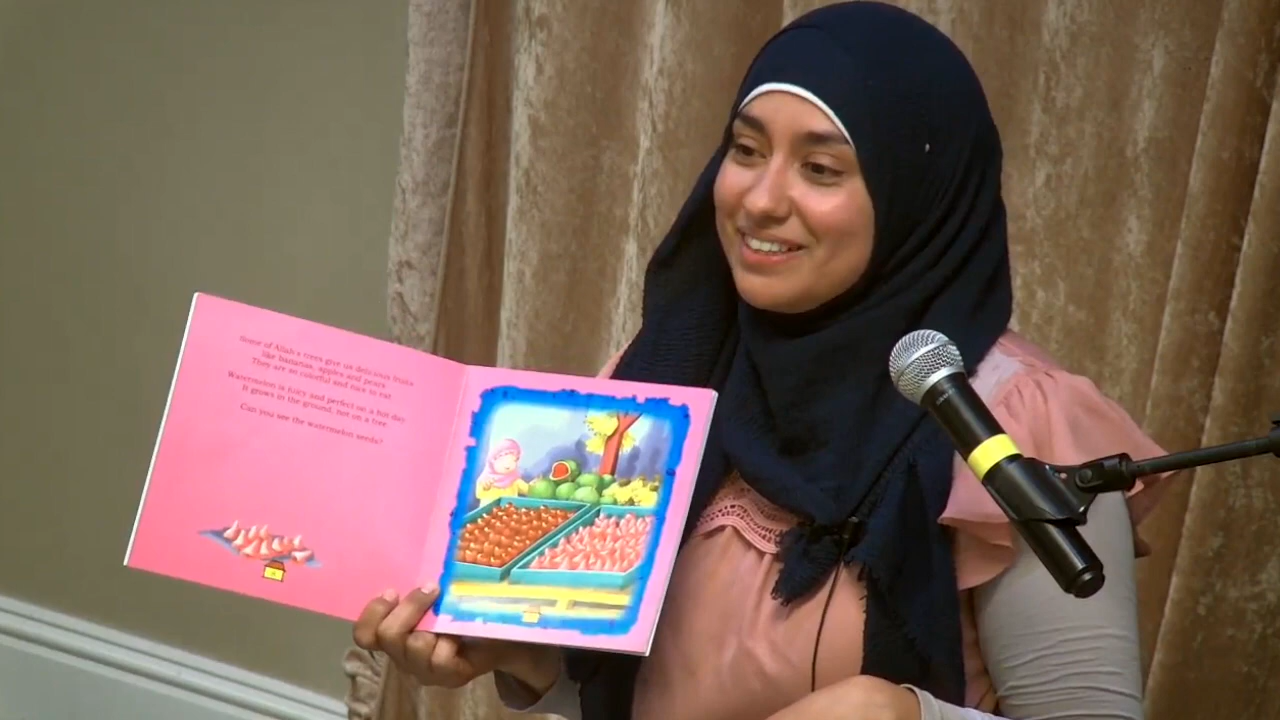 Some of Allah's trees give us delicious fruits
like bananas, apples and pears.
They are so colorful and nice to eat.
Watermelon is juicy and perfect on a hot day.
It grows in the ground, not on a tree.
Can you see the watermelon seeds?